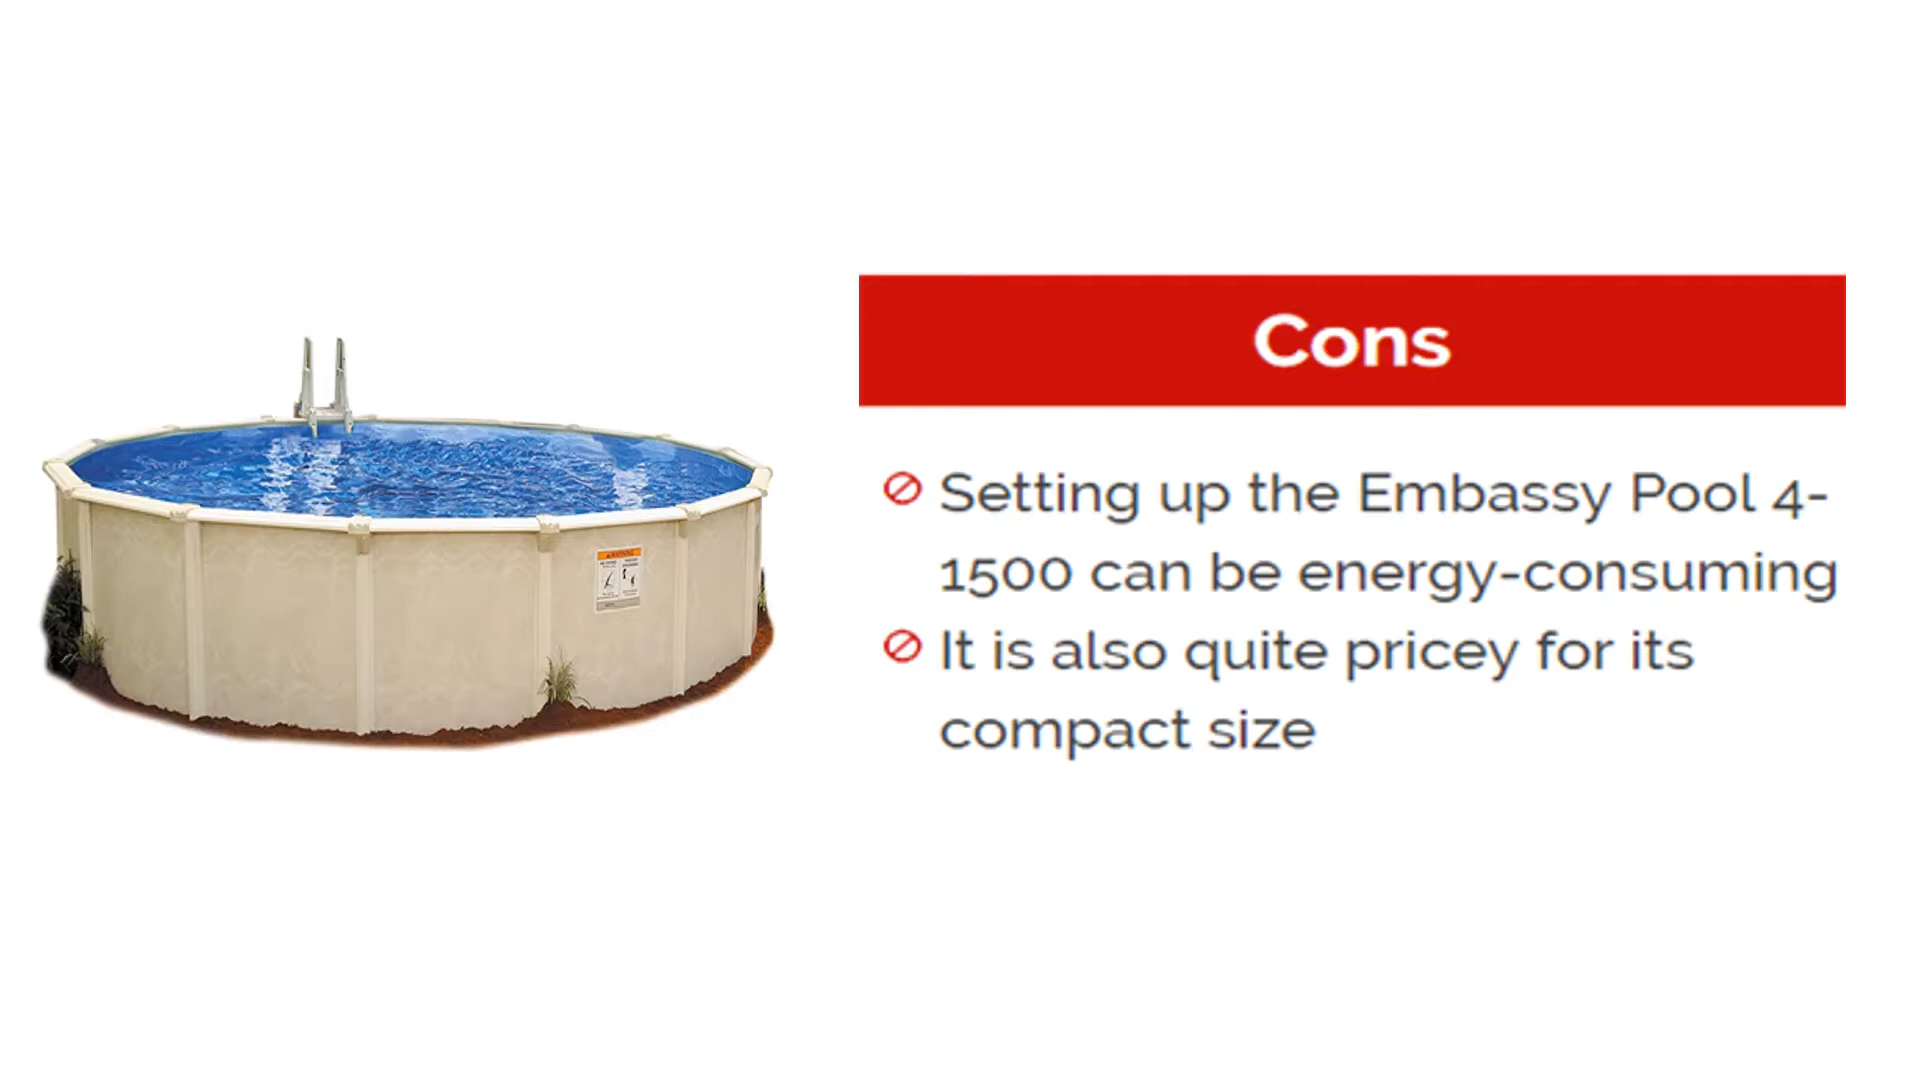 Cons
Setting up the Embassy Pool 4-
1500 can be energy-consuming
It is also quite pricey for its
compact size
WARNING